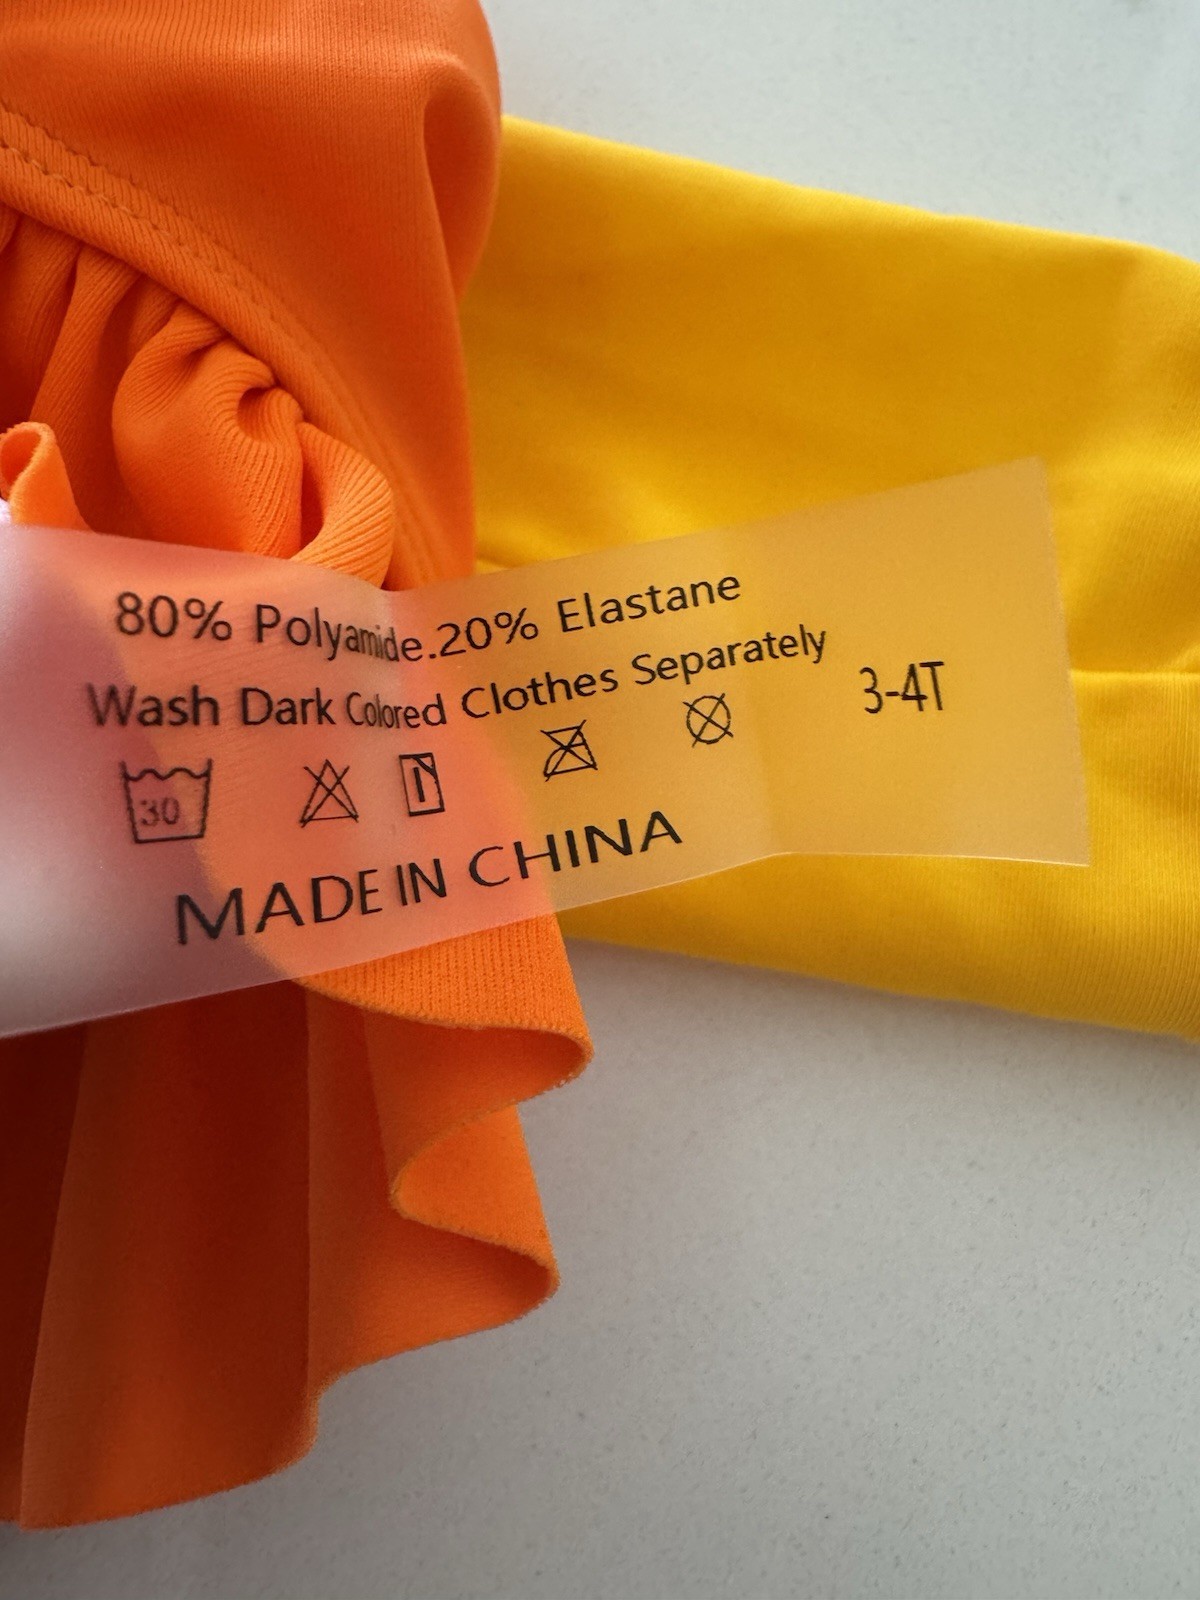 80% Polyamide.20% Elastane
Wash Dark Colored Clothes Separately
3-4T
30
MADE IN CHINA